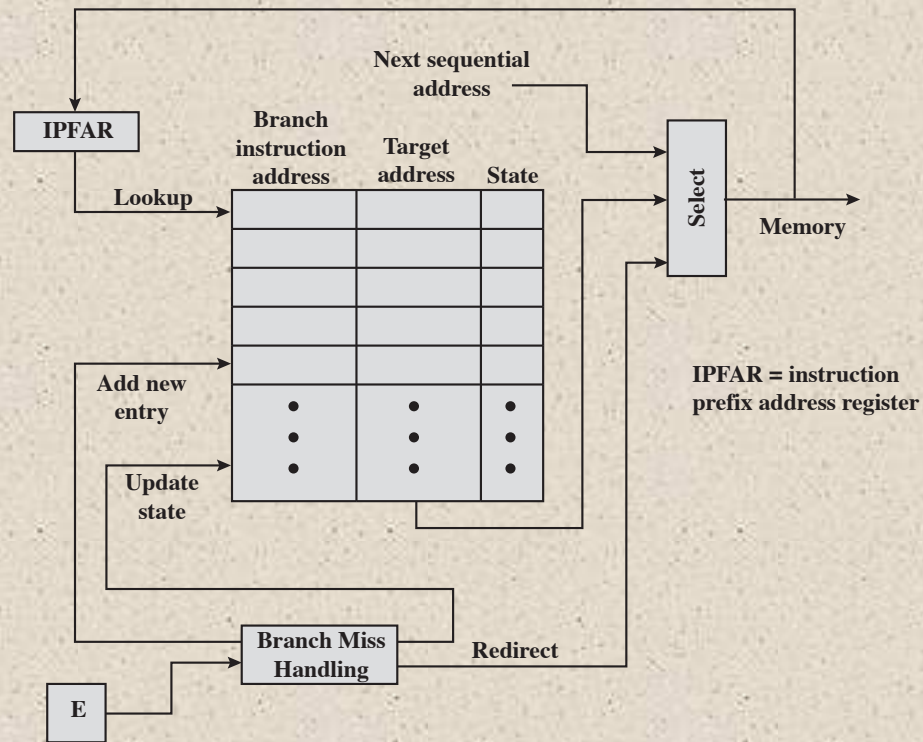 Next sequential
address
IPFAR
Branch
instruction
address
Target
address
State
Lookup
Select
Memory
Add new
entry
IPFAR = instruction
prefix address register
Update
state
Branch Miss
Handling
Redirect
E